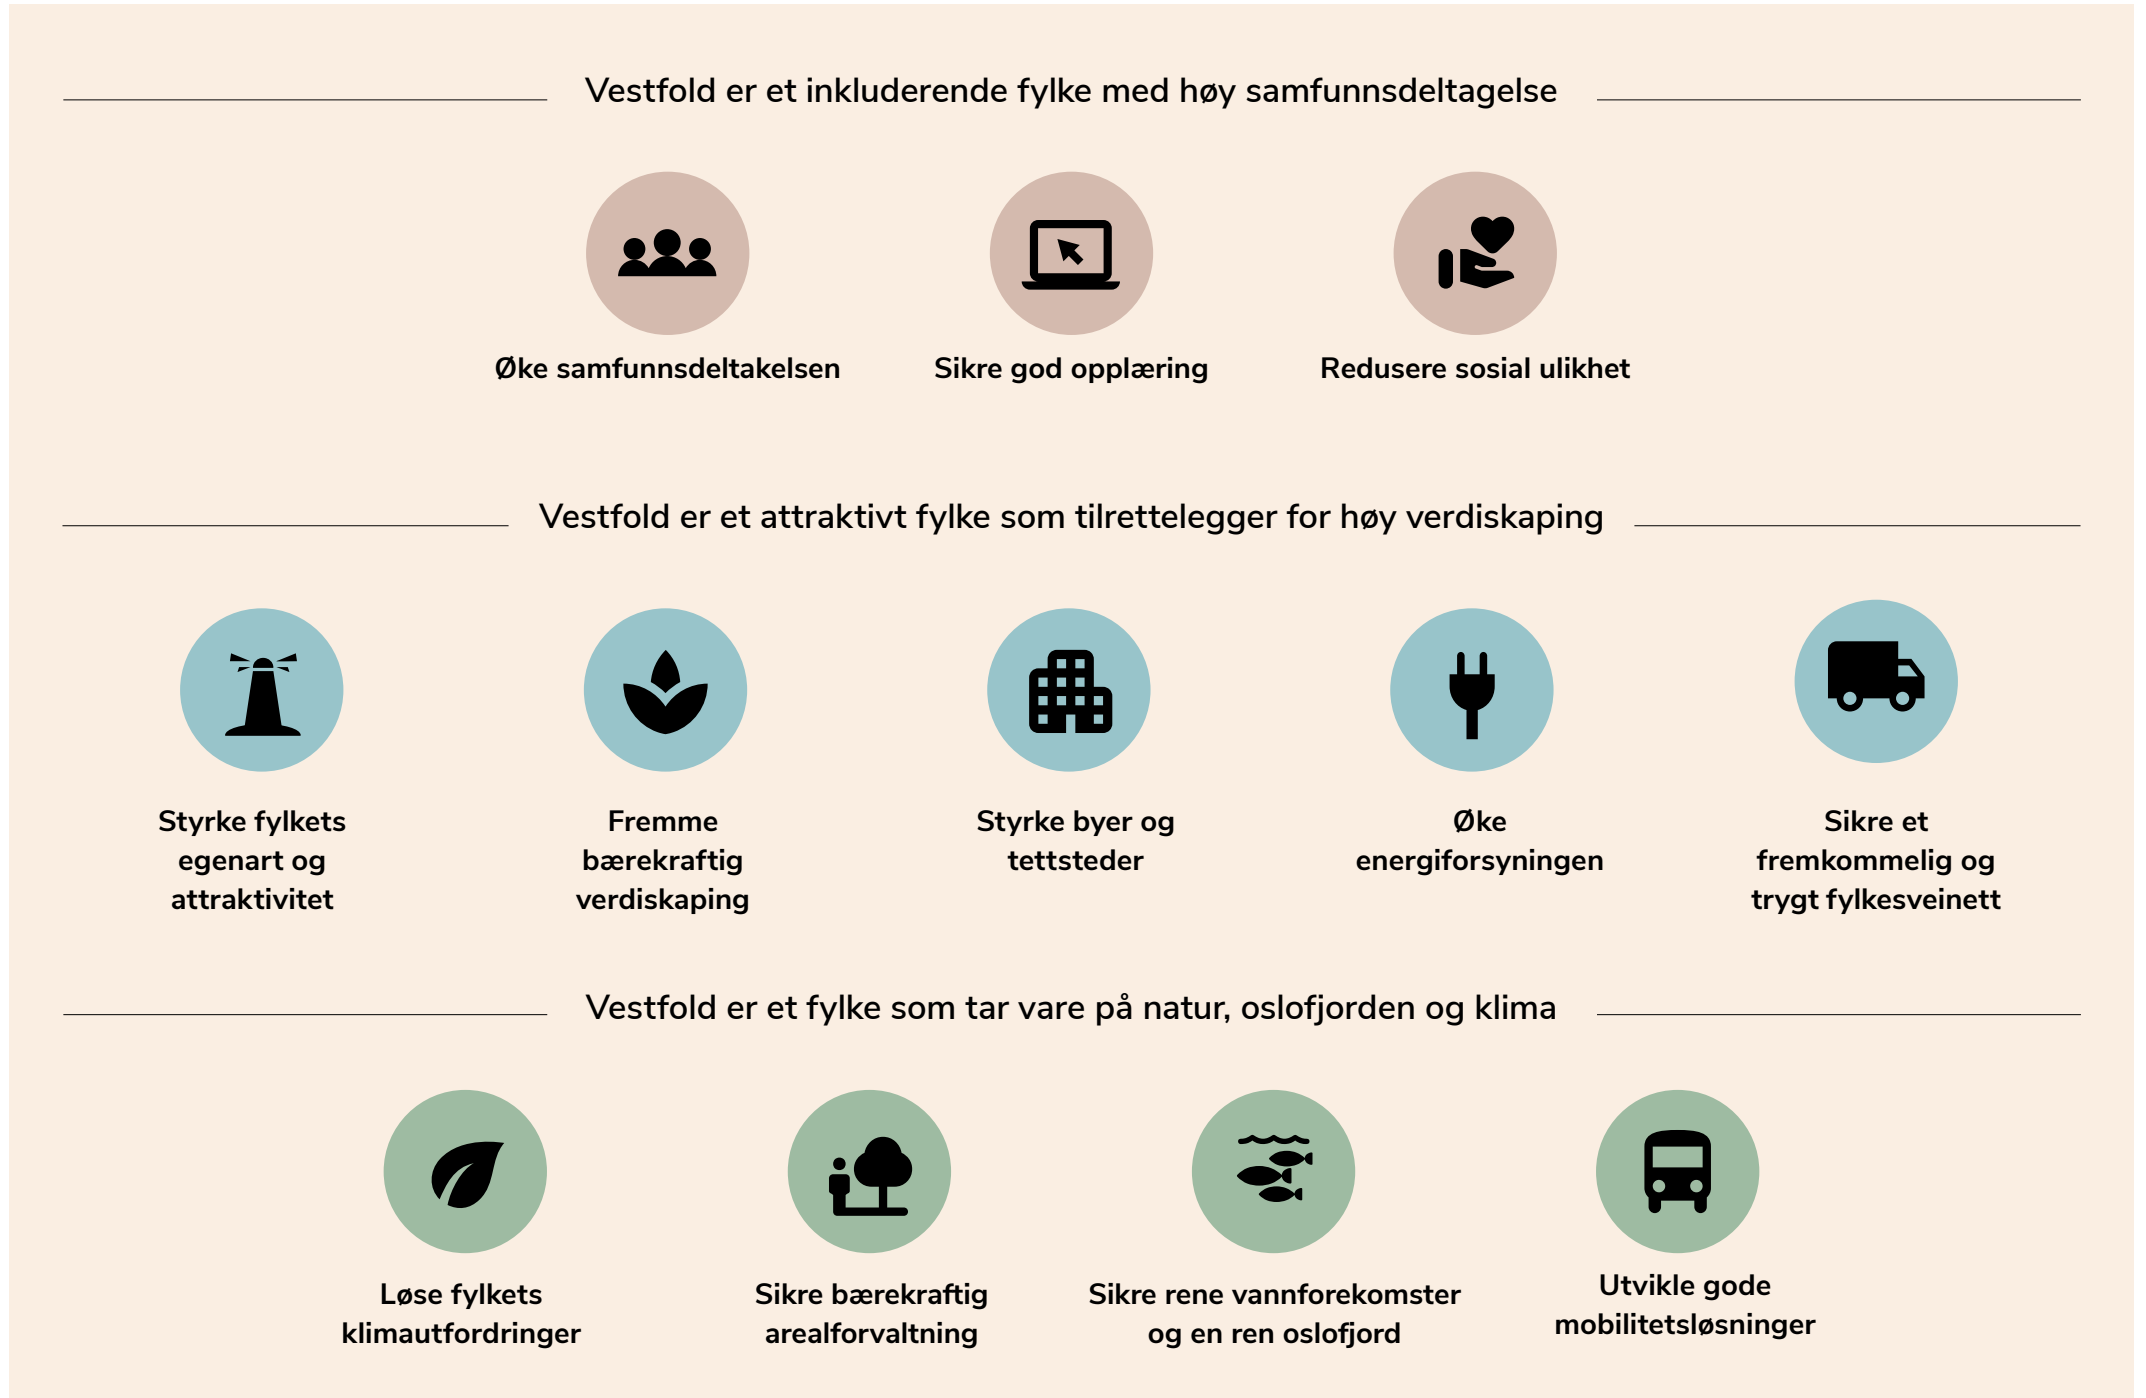 Vestfold er et inkluderende fylke med høy samfunnsdeltagelse
Øke samfunnsdeltakelsen
Sikre god opplæring
Redusere sosial ulikhet
Vestfold er et attraktivt fylke som tilrettelegger for høy verdiskaping
Styrke fylkets
egenart og
attraktivitet
Fremme
bærekraftig
verdiskaping
Styrke byer og
tettsteder
Øke
energiforsyningen
Sikre et
fremkommelig og
trygt fylkesveinett
Vestfold er et fylke som tar vare på natur, oslofjorden og klima
Løse fylkets
klimautfordringer
Sikre bærekraftig
arealforvaltning
Sikre rene vannforekomster
og en ren oslofjord
Utvikle gode
mobilitetsløsninger